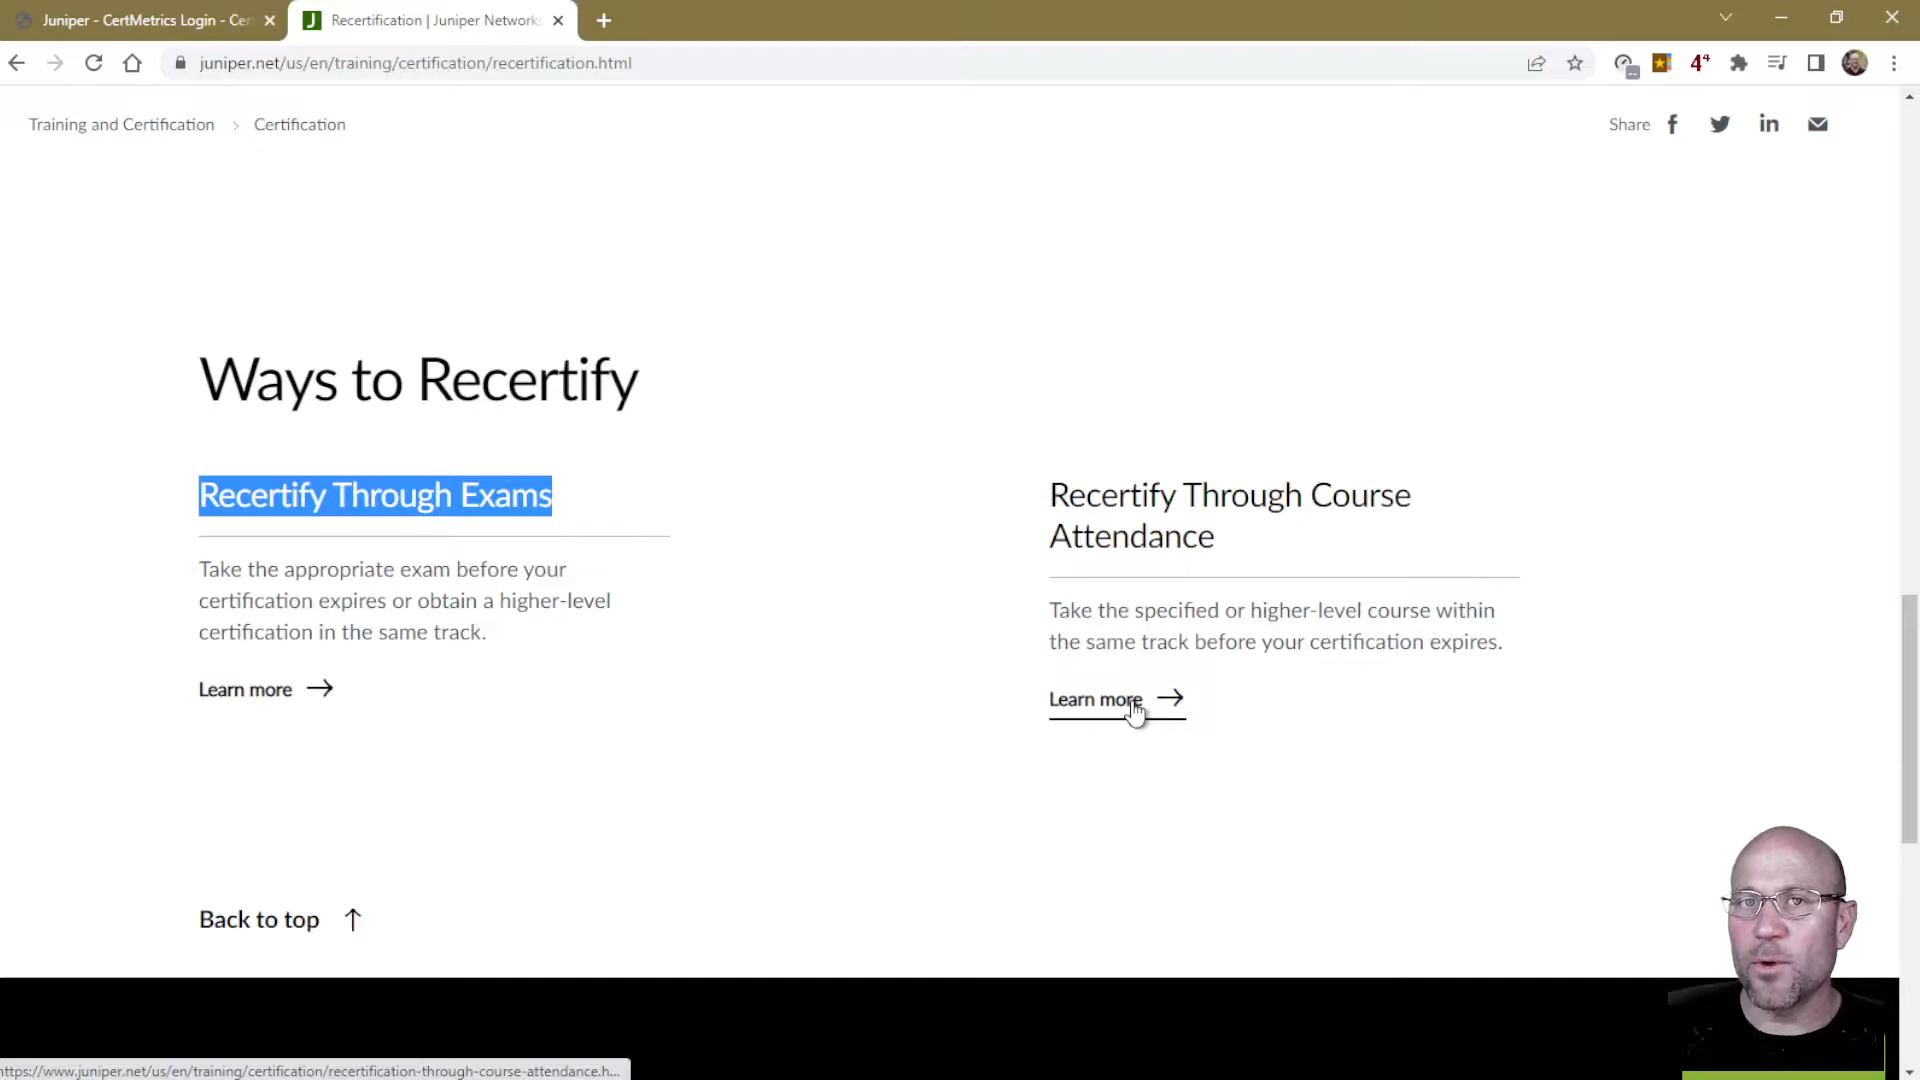 Juniper - CertMetrics Login - Cer
Recertification | Juniper Network
juniper.net/us/en/training/certification/recertification.html
Training and Certification > Certification
Share
Ways to Recertify
Recertify Through Exams
Take the appropriate exam before your
certification expires or obtain a higher-level
certification in the same track.
Learn more
Recertify Through Course
Attendance
Take the specified or higher-level course within
the same track before your certification expires.
Learn more
Back to top
https://www.juniper.net/us/en/training/certification/recertification-through-course-attendance.h...